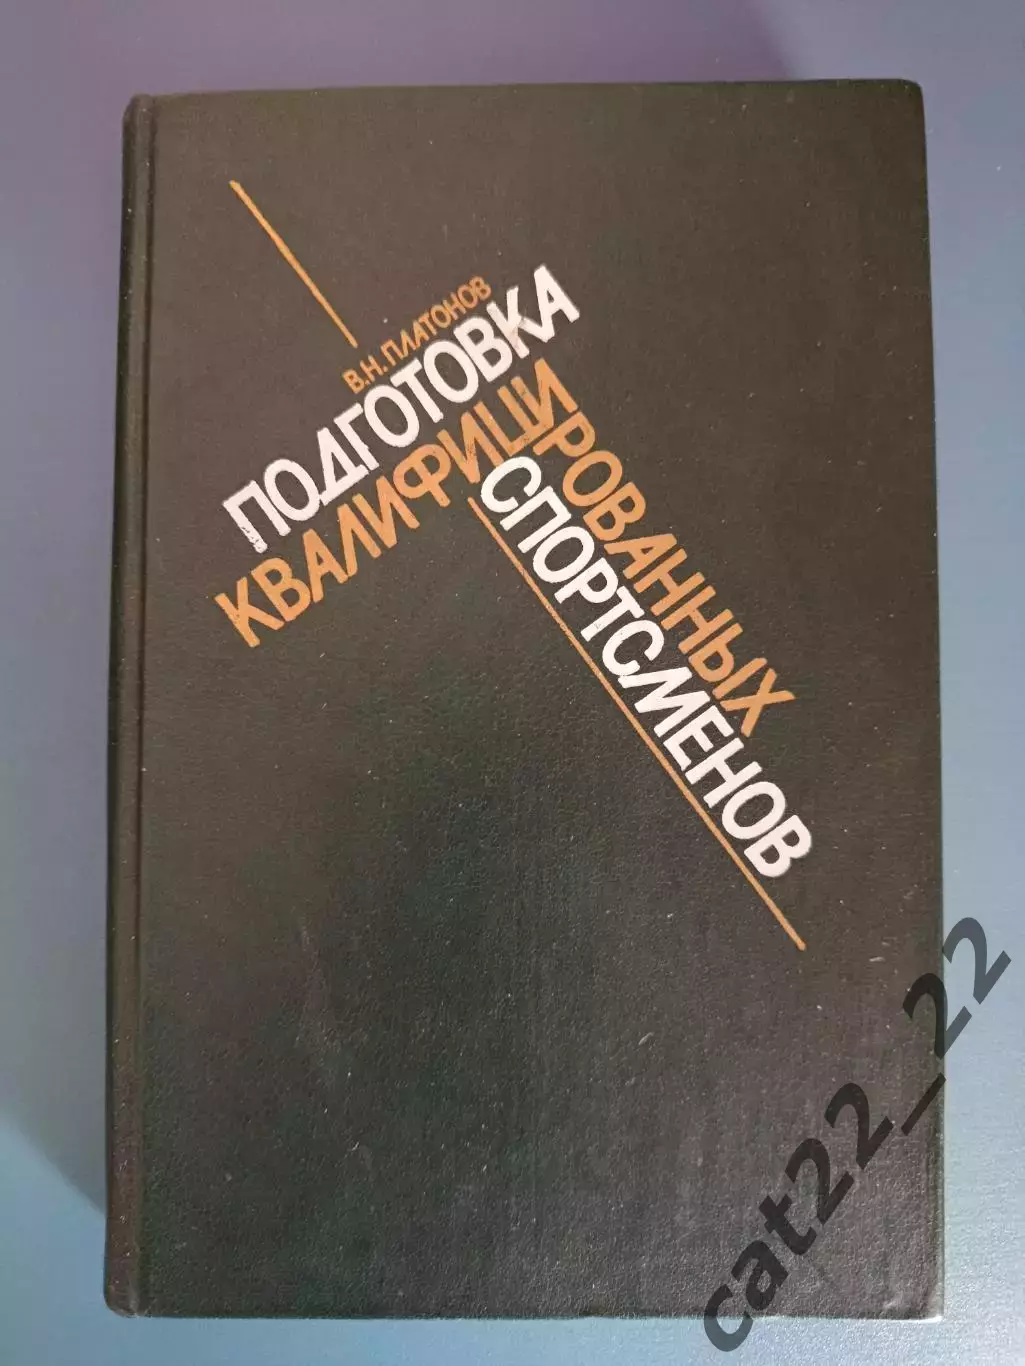 В.Н.ПЛАТОНОВ
ПОДГОТОВКА
КВАЛИФИЦИРОВАННЫХ
СПОРТСМЕНОВ
cat22_22